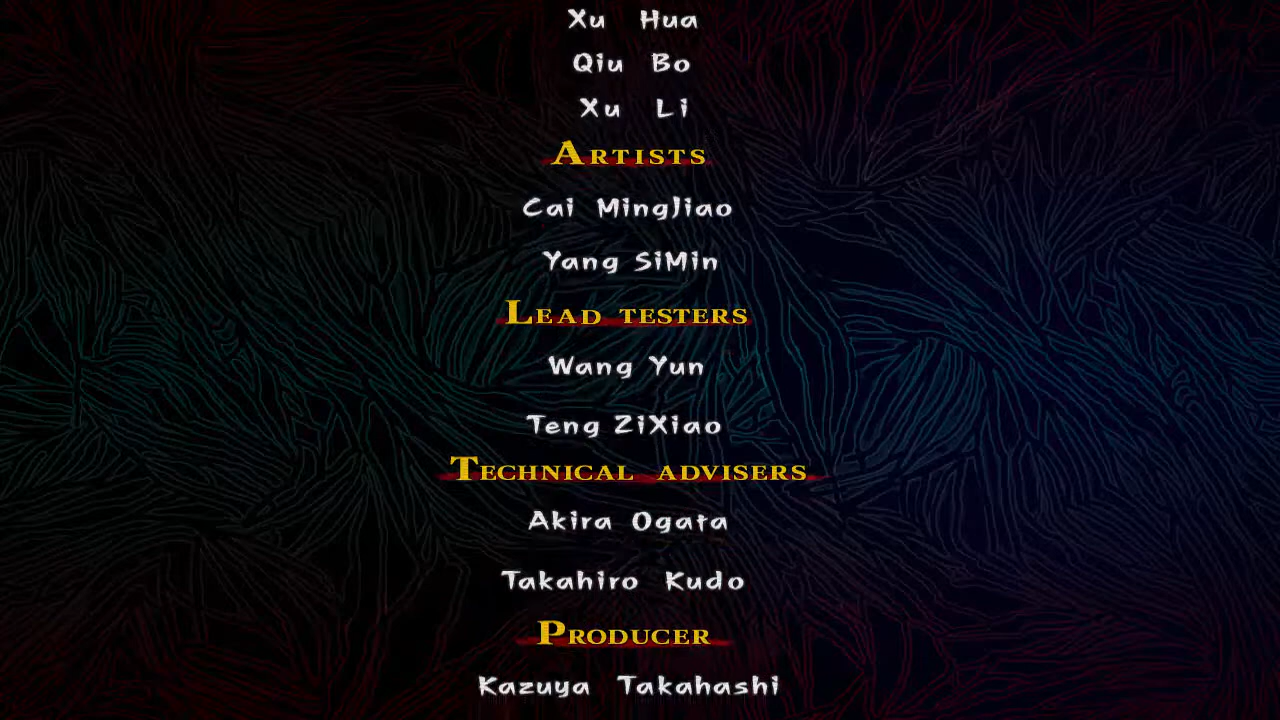 Xu Hua
Qiu Bo
Xu Li
ARTISTS
Cai MingJiao
Yang SiMin
LEAD TESTERS
Wang Yun
Teng ZiXiao
TECHNICAL ADVISERS
Akira Ogata
Takahiro Kudo
PRODUCER
Kazuya Takahashi